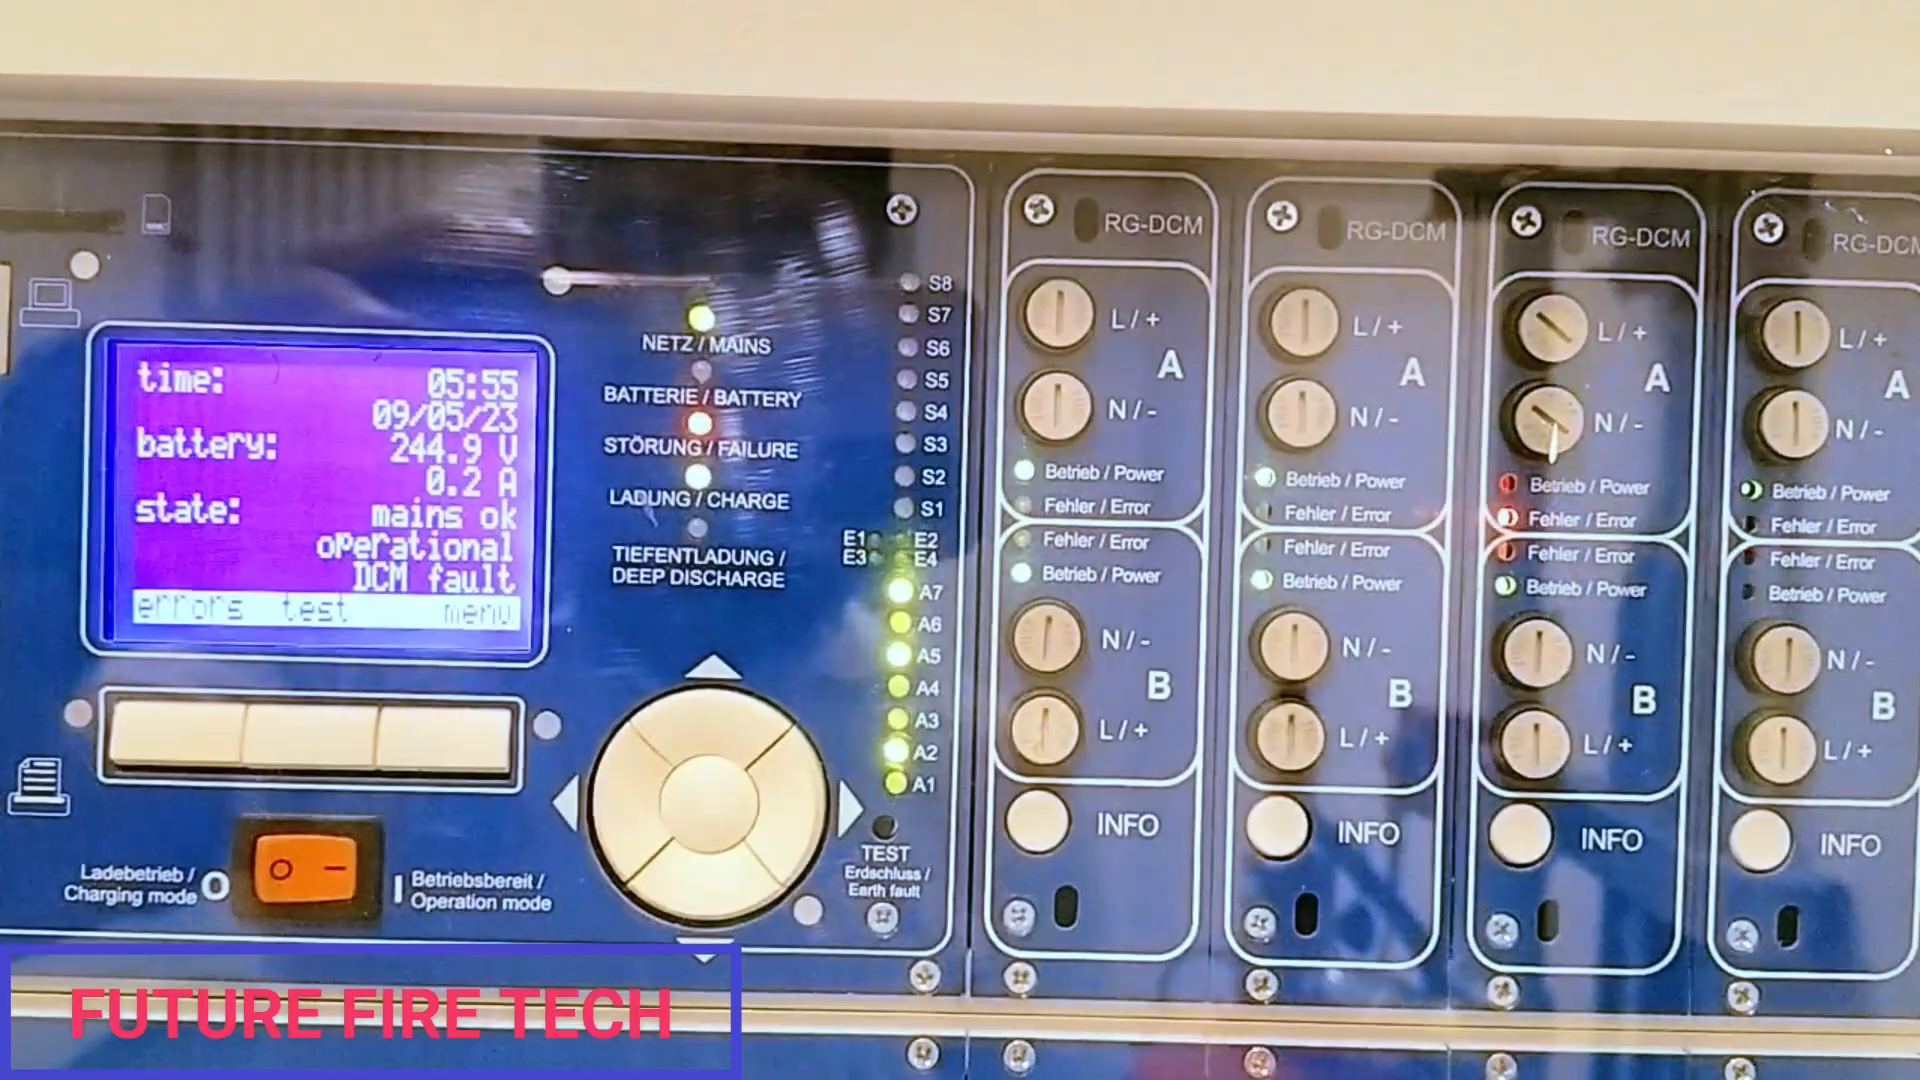 time: 05:55
09/05/23
battery: 244.9 V
0.2 A
state: mains ok
operational
DCM fault
errors test menu
NETZ / MAINS
BATTERIE / BATTERY
STÖRUNG / FAILURE
LADUNG / CHARGE
TIEFENTLADUNG /
DEEP DISCHARGE
S8
S7
S6
S5
S4
S3
S2
S1
E1 E2
E3 E4
A7
A6
A5
A4
A3
A2
A1
TEST
Erdschluss /
Earth fault
Ladebetrieb /
Charging mode
O
O –
I
Betriebsbereit /
Operation mode
RG-DCM
L / +
A
N / -
Betrieb / Power
Fehler / Error
Fehler / Error
Betrieb / Power
N / -
B
L / +
INFO
RG-DCM
L / +
A
N / -
Betrieb / Power
Fehler / Error
Fehler / Error
Betrieb / Power
N / -
B
L / +
INFO
RG-DCM
L / +
A
N / -
Betrieb / Power
Fehler / Error
Fehler / Error
Betrieb / Power
N / -
B
L / +
INFO
RG-DCM
L / +
A
N / -
Betrieb / Power
Fehler / Error
Fehler / Error
Betrieb / Power
N / -
B
L / +
INFO
FUTURE FIRE TECH